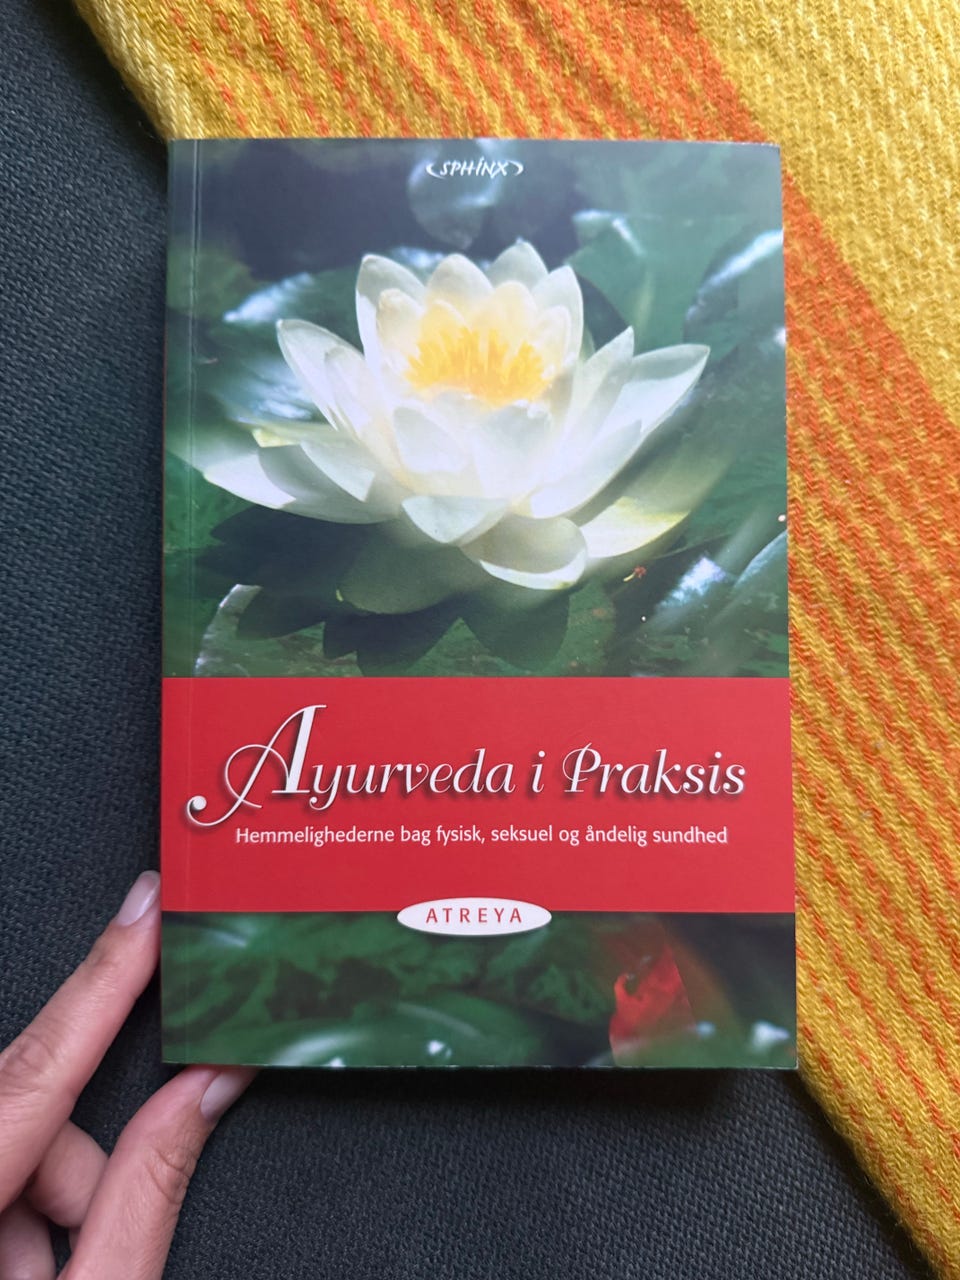 SPHINX
Ayurveda i Praksis
Hemmelighederne bag fysisk, seksuel og åndelig sundhed
ATREYA